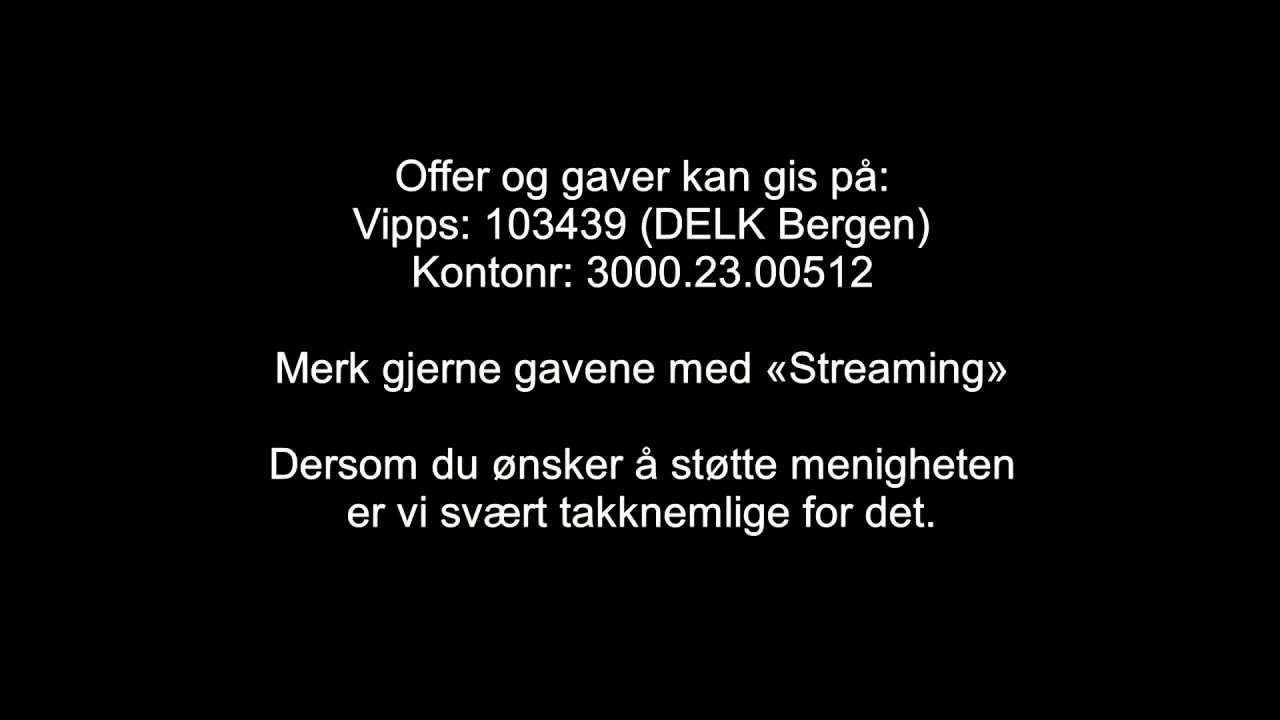 Offer og gaver kan gis på:
Vipps: 103439 (DELK Bergen)
Kontonr: 3000.23.00512
Merk gjerne gavene med «Streaming»
Dersom du ønsker å støtte menigheten
er vi svært takknemlige for det.